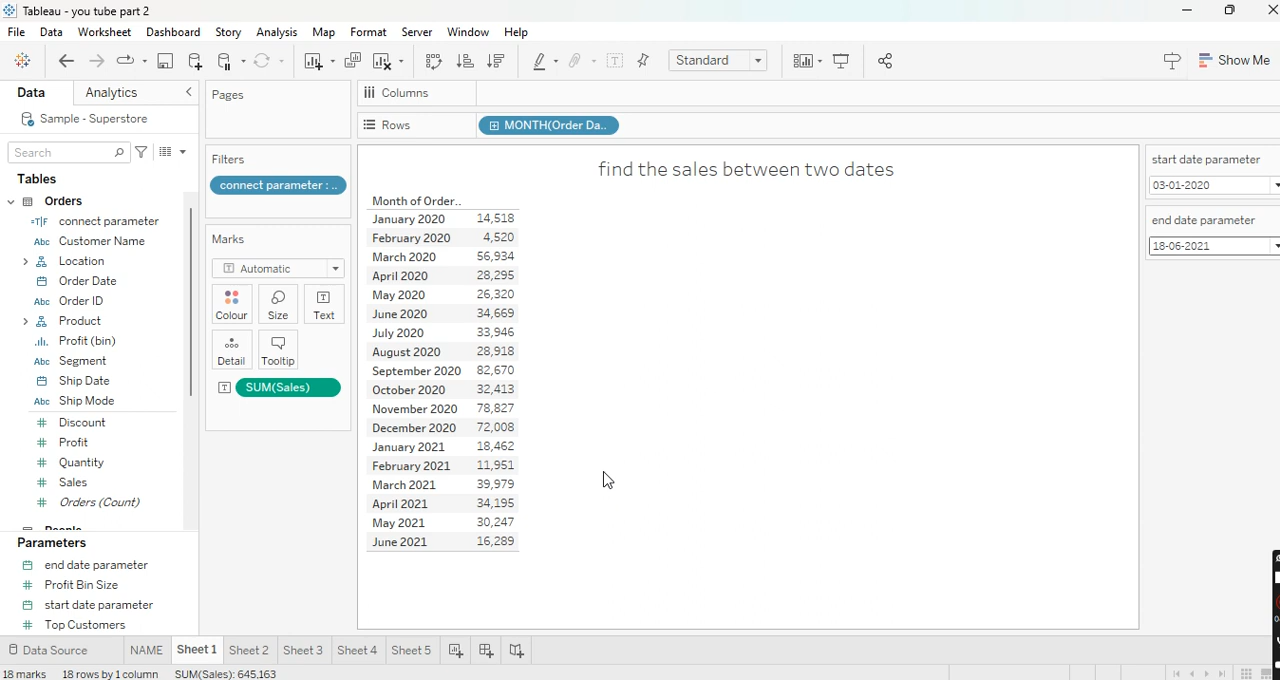 Tableau - you tube part 2
File Data Worksheet Dashboard Story Analysis Map Format Server Window Help
Standard
Show Me
Data Analytics
Sample - Superstore
Search
Tables
Orders
=T|F connect parameter
Abc Customer Name
Location
Order Date
Abc Order ID
Product
Profit (bin)
Abc Segment
Ship Date
Abc Ship Mode
Discount
Profit
Quantity
Sales
Orders (Count)
People
Parameters
end date parameter
Profit Bin Size
start date parameter
Top Customers
Pages
Filters
connect parameter : ..
Marks
Automatic
Colour Size Text
Detail Tooltip
SUM(Sales)
Columns
Rows MONTH(Order Da..
find the sales between two dates
Month of Order..
January 2020 14,518
February 2020 4,520
March 2020 56,934
April 2020 28,295
May 2020 26,320
June 2020 34,669
July 2020 33,946
August 2020 28,918
September 2020 82,670
October 2020 32,413
November 2020 78,827
December 2020 72,008
January 2021 18,462
February 2021 11,951
March 2021 39,979
April 2021 34,195
May 2021 30,247
June 2021 16,289
start date parameter
03-01-2020
end date parameter
18-06-2021
Data Source NAME Sheet 1 Sheet 2 Sheet 3 Sheet 4 Sheet 5
18 marks 18 rows by 1 column SUM(Sales): 645,163